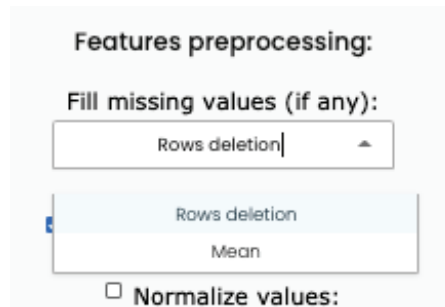 Features preprocessing:
Fill missing values (if any):
Rows deletion
Rows deletion
Mean
Normalize values: